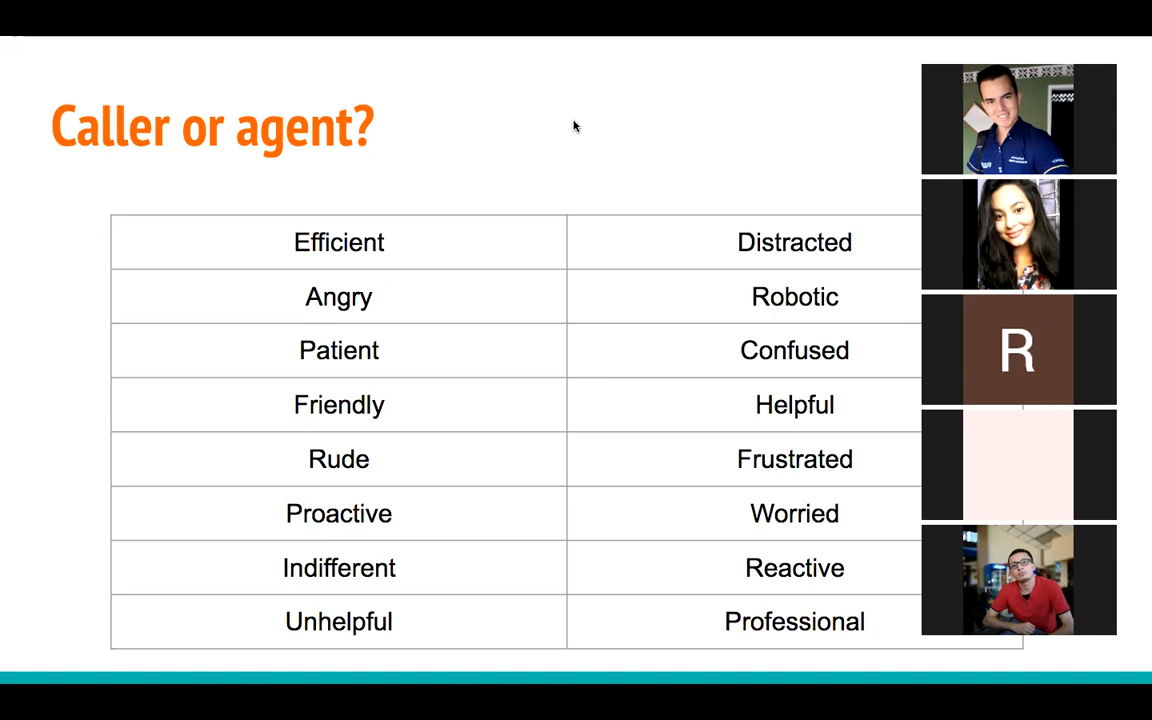 Caller or agent?
Efficient Distracted
Angry Robotic
Patient Confused
Friendly Helpful
Rude Frustrated
Proactive Worried
Indifferent Reactive
Unhelpful Professional
R